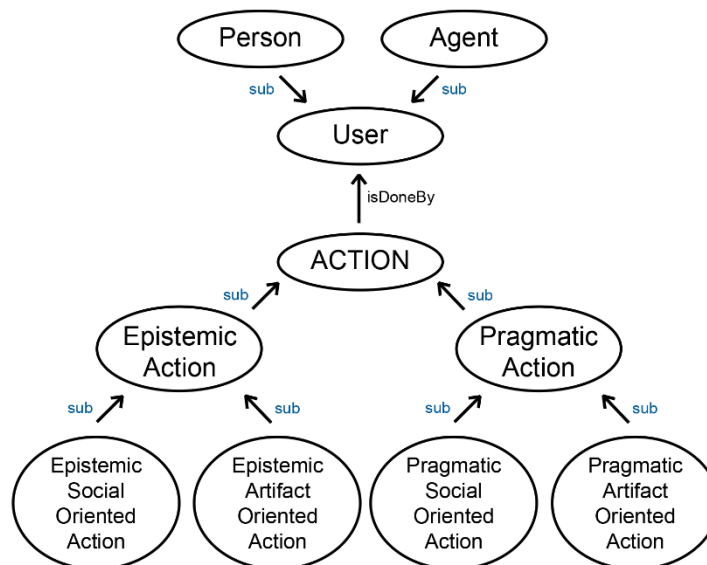 Person
Agent
sub
sub
User
isDoneBy
ACTION
sub
sub
Epistemic
Action
Pragmatic
Action
sub
sub
sub
sub
Epistemic
Social
Oriented
Action
Epistemic
Artifact
Oriented
Action
Pragmatic
Social
Oriented
Action
Pragmatic
Artifact
Oriented
Action